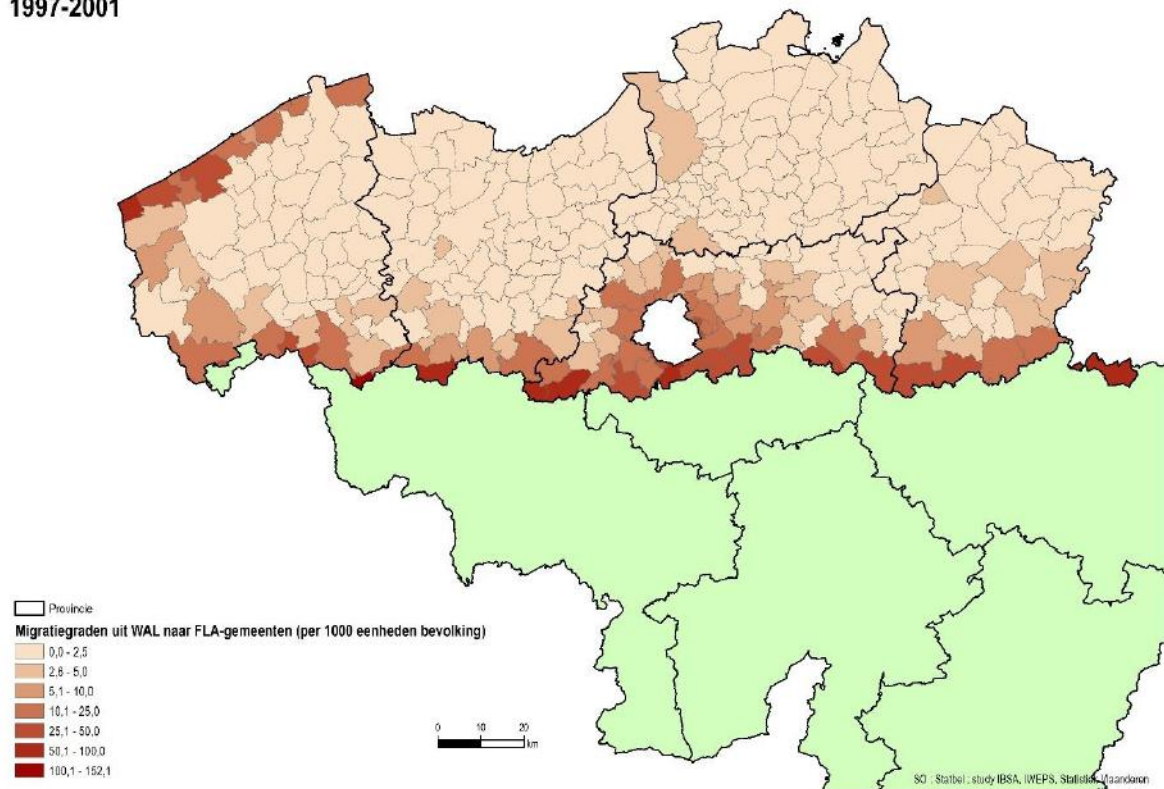 1997-2001
Provincie
Migratiegraden uit WAL naar FLA-gemeenten (per 1000 eenheden bevolking)
0,0 - 2,5
2,6 - 5,0
5,1 - 10,0
10,1 - 25,0
25,1 - 50,0
50,1 - 100,0
100,1 - 152,1
0 10 20
km
SO : Statbel ; study IBSA, IWEPS, Statistiek Vlaanderen